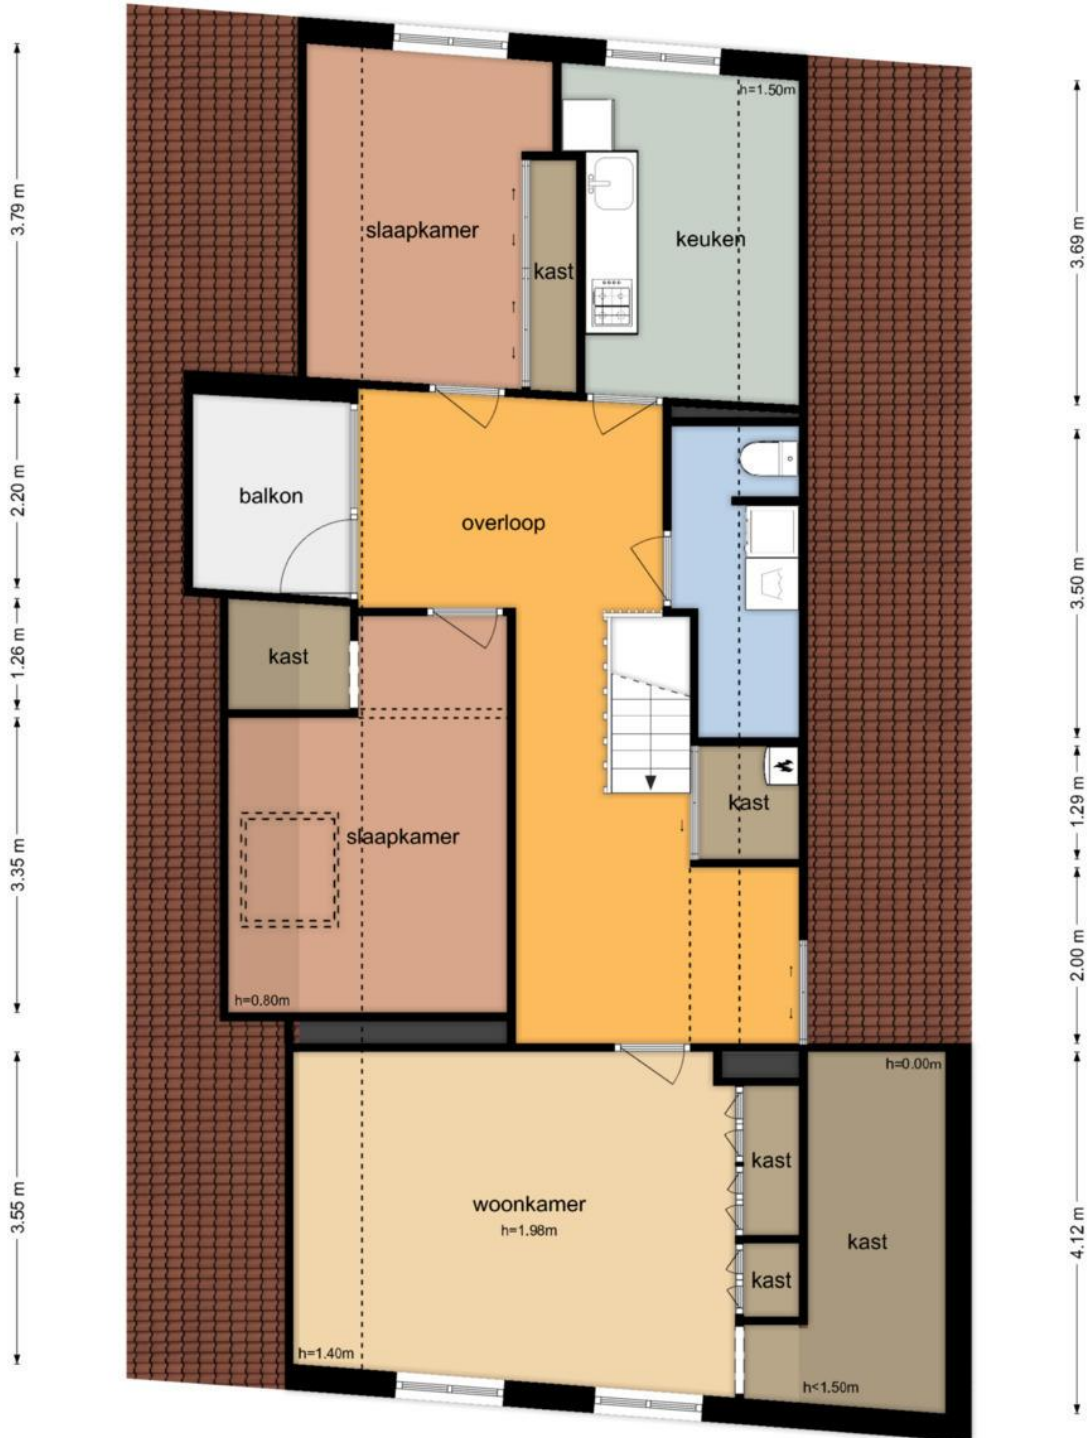 h=1.50m
3.79 m
3.69 m
slaapkamer
keuken
kast
2.20 m
balkon
overloop
3.50 m
1.26 m
kast
kast
1.29 m
3.35 m
slaapkamer
2.00 m
h=0.80m
h=0.00m
kast
woonkamer
h=1.98m
3.55 m
kast
4.12 m
kast
h=1.40m
h<1.50m